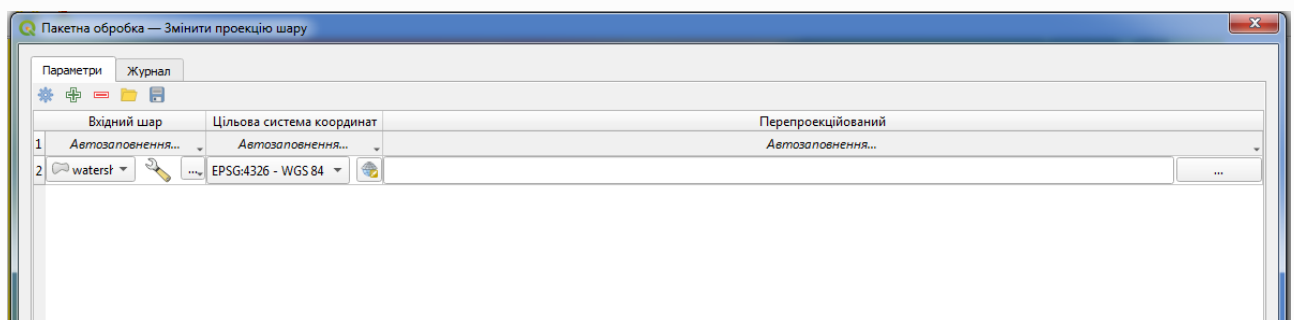 Пакетна обробка — Змінити проекцію шару
Параметри Журнал
Вхідний шар Цільова система координат Перепроекційований
1 Автозаповнення... Автозаповнення... Автозаповнення...
2 watersh ... EPSG:4326 - WGS 84 ...